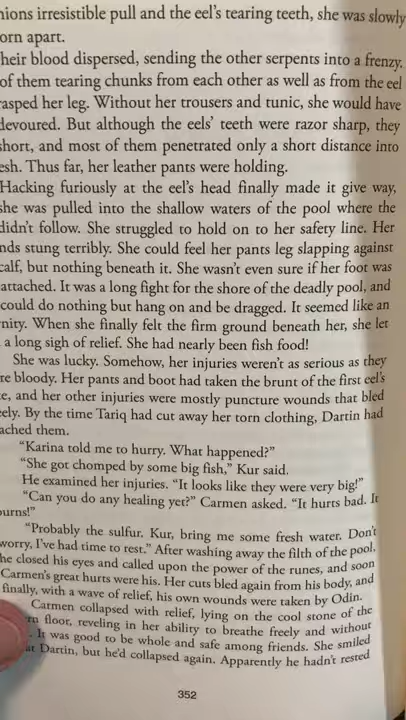 nions irresistible pull and the eel's tearing teeth, she was slowly
orn apart.
heir blood dispersed, sending the other serpents into a frenzy.
of them tearing chunks from each other as well as from the eel
rasped her leg. Without her trousers and tunic, she would have
devoured. But although the eels' teeth were razor sharp, they
short, and most of them penetrated only a short distance into
esh. Thus far, her leather pants were holding.
Hacking furiously at the eel's head finally made it give way,
she was pulled into the shallow waters of the pool where the
didn't follow. She struggled to hold on to her safety line. Her
nds stung terribly. She could feel her pants leg slapping against
calf, but nothing beneath it. She wasn't even sure if her foot was
attached. It was a long fight for the shore of the deadly pool, and
could do nothing but hang on and be dragged. It seemed like an
nity. When she finally felt the firm ground beneath her, she let
a long sigh of relief. She had nearly been fish food!
She was lucky. Somehow, her injuries weren't as serious as they
re bloody. Her pants and boot had taken the brunt of the first eel's
e, and her other injuries were mostly puncture wounds that bled
eely. By the time Tariq had cut away her torn clothing, Dartin had
ached them.
"Karina told me to hurry. What happened?"
"She got chomped by some big fish," Kur said.
He examined her injuries. "It looks like they were very big!"
"Can you do any healing yet?" Carmen asked. "It hurts bad. It
burns!"
"Probably the sulfur. Kur, bring me some fresh water. Don't
worry, I've had time to rest." After washing away the filth of the pool,
he closed his eyes and called upon the power of the runes, and soon
Carmen's great hurts were his. Her cuts bled again from his body, and
finally, with a wave of relief, his own wounds were taken by Odin.
Carmen collapsed with relief, lying on the cool stone of the
rn floor, reveling in her ability to breathe freely and without
. It was good to be whole and safe among friends. She smiled
at Dartin, but he'd collapsed again. Apparently he hadn't rested
352